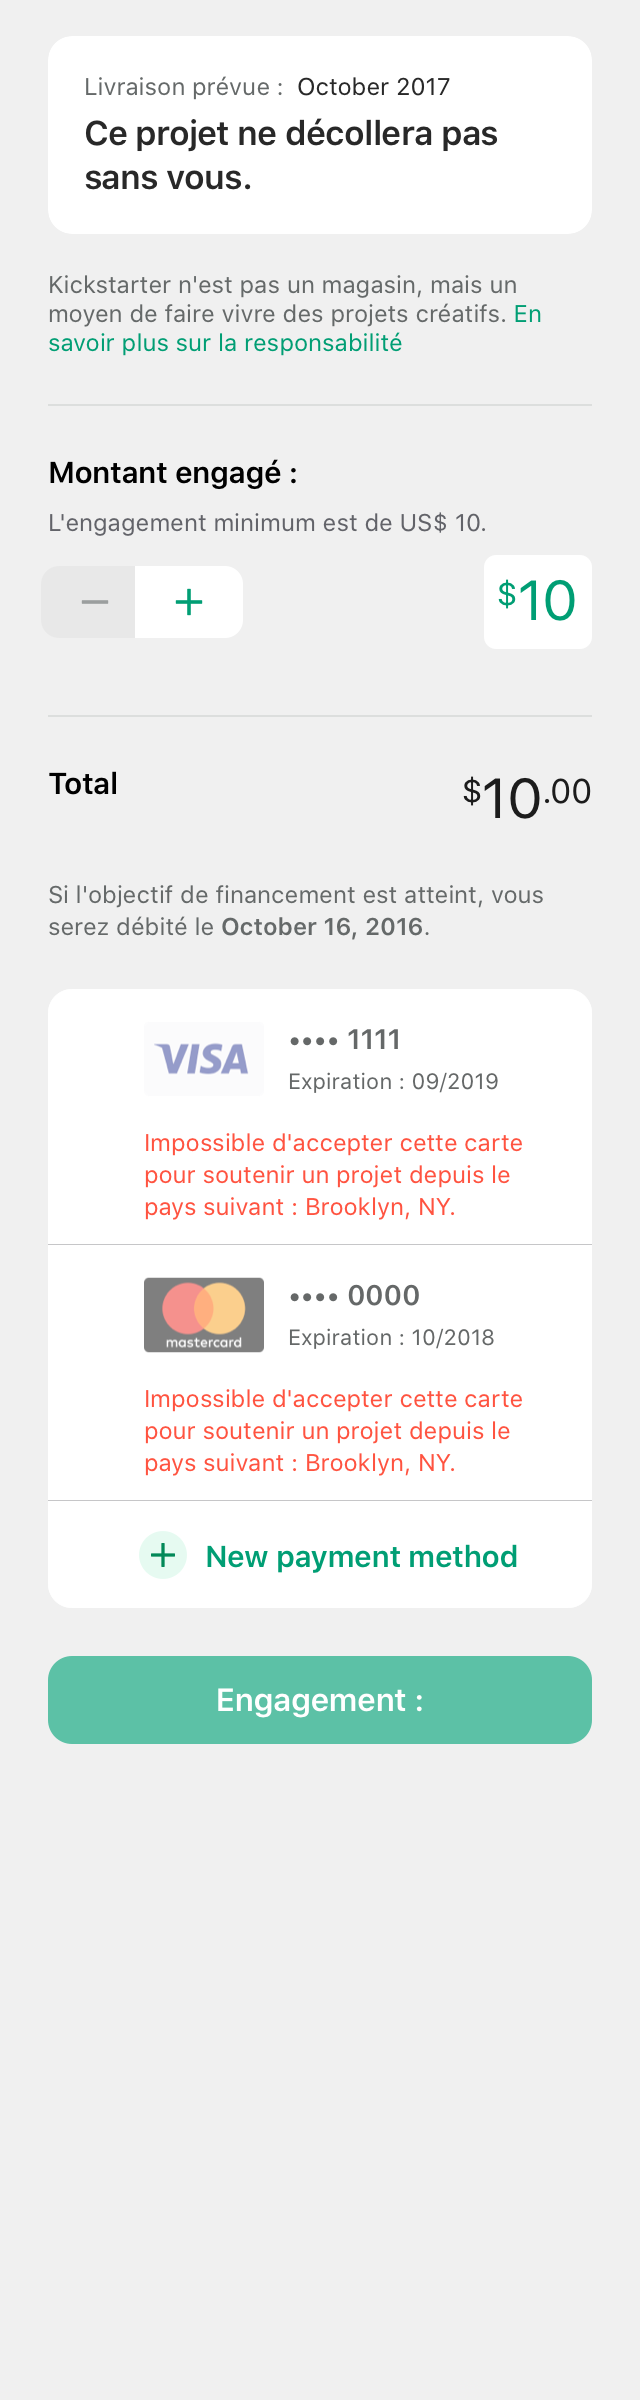 Livraison prévue : October 2017
Ce projet ne décollera pas
sans vous.
Kickstarter n'est pas un magasin, mais un
moyen de faire vivre des projets créatifs. En
savoir plus sur la responsabilité
Montant engagé :
L'engagement minimum est de US$ 10.
− +
$10
Total
$10.00
Si l'objectif de financement est atteint, vous
serez débité le October 16, 2016.
VISA
•••• 1111
Expiration : 09/2019
Impossible d'accepter cette carte
pour soutenir un projet depuis le
pays suivant : Brooklyn, NY.
mastercard
•••• 0000
Expiration : 10/2018
Impossible d'accepter cette carte
pour soutenir un projet depuis le
pays suivant : Brooklyn, NY.
+ New payment method
Engagement :